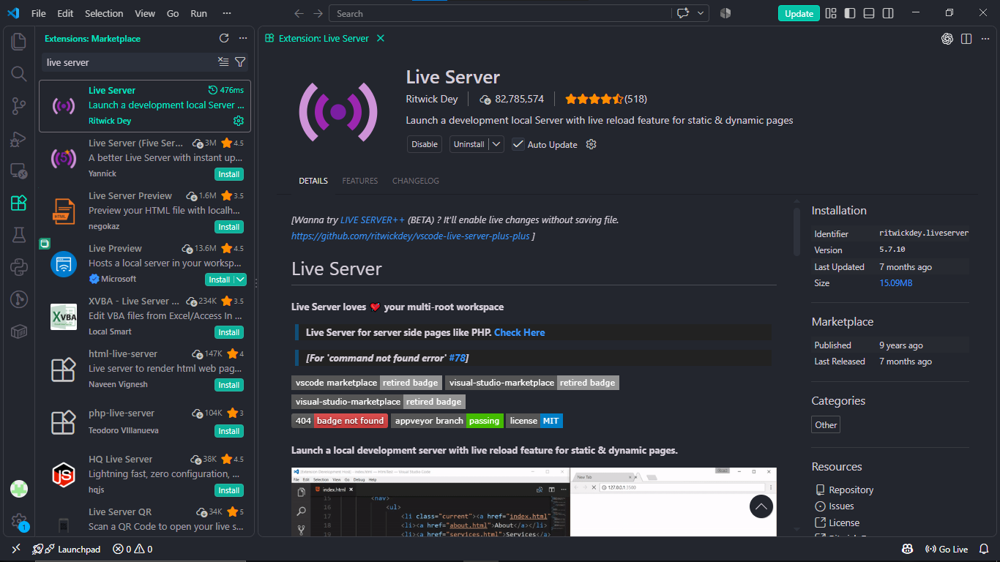 File Edit Selection View Go Run ···
Search
Update
Extensions: Marketplace
live server
Live Server 476ms
Launch a development local Server ...
Ritwick Dey
Live Server (Five Ser... 3M 4.5
A better Live Server with instant up...
Yannick Install
Live Server Preview 1.6M 3.5
Preview your HTML file with localh...
negokaz Install
Live Preview 13.6M 4.5
Hosts a local server in your worksp...
Microsoft Install
XVBA - Live Server ... 234K 3.5
Edit VBA files from Excel/Access In ...
Local Smart Install
html-live-server 147K 4
Live server to render html web pag...
Naveen Vignesh Install
php-live-server 104K 3
Teodoro VIllanueva Install
HQ Live Server 38K 4.5
Lightning fast, zero configuration, ...
hqjs Install
Live Server QR 34K 5
Scan a QR Code to open your live s...
Extension: Live Server
Live Server
Ritwick Dey 82,785,574 (518)
Launch a development local Server with live reload feature for static & dynamic pages
Disable Uninstall Auto Update
DETAILS FEATURES CHANGELOG
[Wanna try LIVE SERVER++ (BETA) ? It'll enable live changes without saving file.
https://github.com/ritwickdey/vscode-live-server-plus-plus ]
Live Server
Live Server loves ❤️ your multi-root workspace
Live Server for server side pages like PHP. Check Here
[For 'command not found error' #78]
vscode marketplace retired badge visual-studio-marketplace retired badge
visual-studio-marketplace retired badge
404 badge not found appveyor branch passing license MIT
Launch a local development server with live reload feature for static & dynamic pages.
File Edit Selection View Go Debug Help
index.html
New Tab
127.0.0.1:3500
15 <nav>
16 <ul>
17 <li class="current"><a href="index.html"
18 <li><a href="about.html">About</a></li>
19 <li><a href="services.html">Services</a>
Installation
Identifier ritwickdey.liveserver
Version 5.7.10
Last Updated 7 months ago
Size 15.09MB
Marketplace
Published 9 years ago
Last Released 7 months ago
Categories
Other
Resources
Repository
Issues
License
1
Launchpad 0 0
Go Live